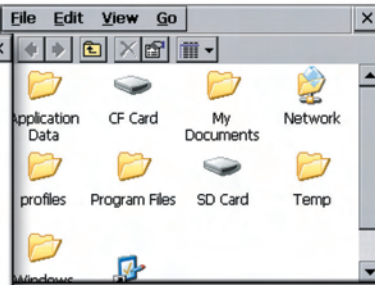 File Edit View Go
Application Data CF Card My Documents Network
profiles Program Files SD Card Temp
Windows